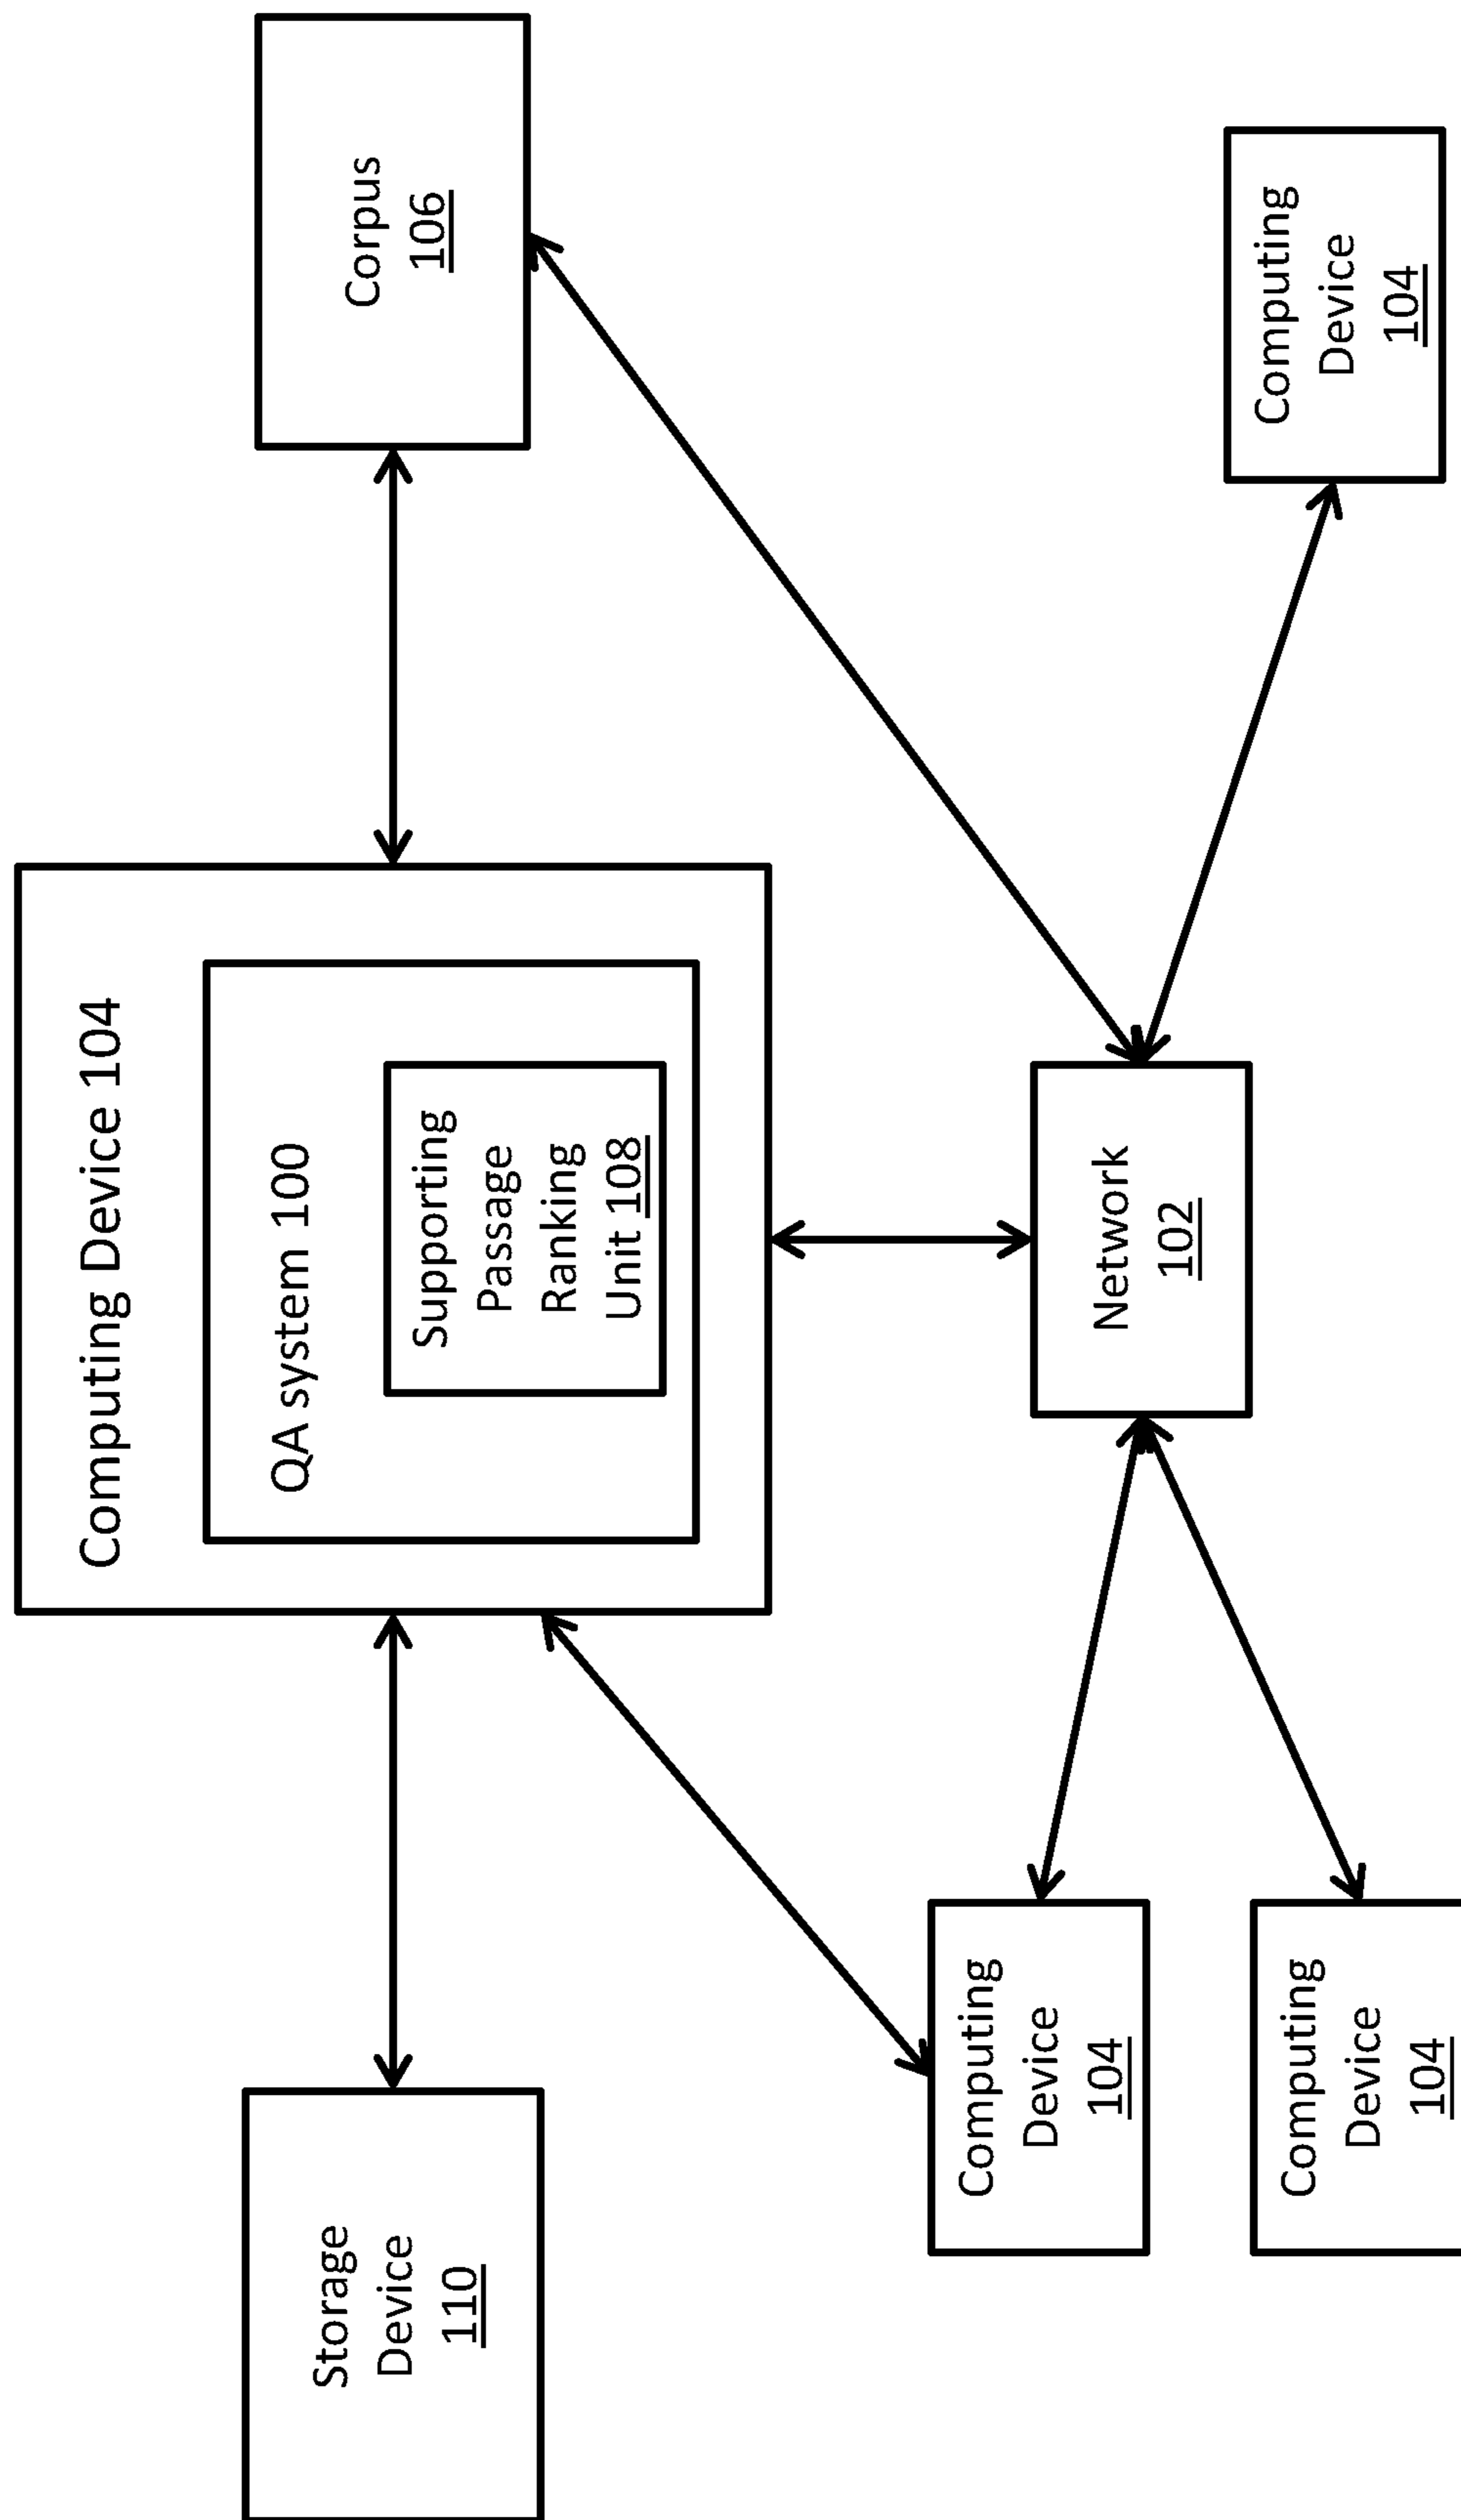 Computing Device 104
QA system 100
Supporting
Passage
Ranking
Unit 108
Storage
Device
110
Corpus
106
Network
102
Computing
Device
104
Computing
Device
104
Computing
Device
104